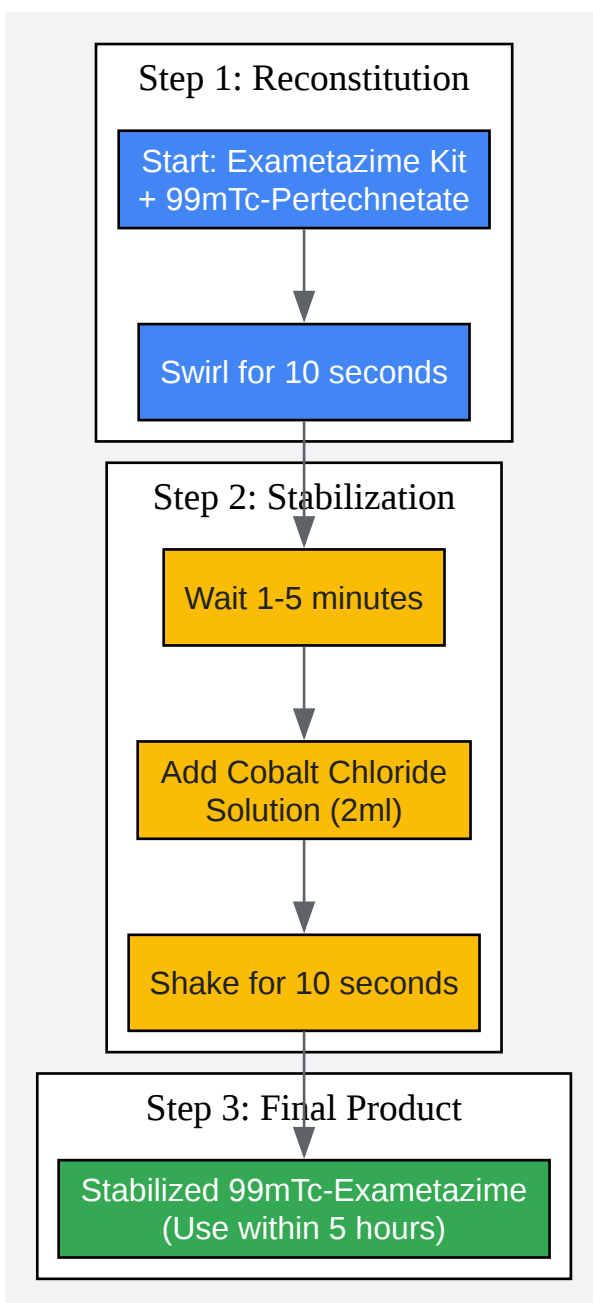 Step 1: Reconstitution
Start: Exametazime Kit
+ 99mTc-Pertechnetate
Swirl for 10 seconds
Step 2: Stabilization
Wait 1-5 minutes
Add Cobalt Chloride
Solution (2ml)
Shake for 10 seconds
Step 3: Final Product
Stabilized 99mTc-Exametazime
(Use within 5 hours)